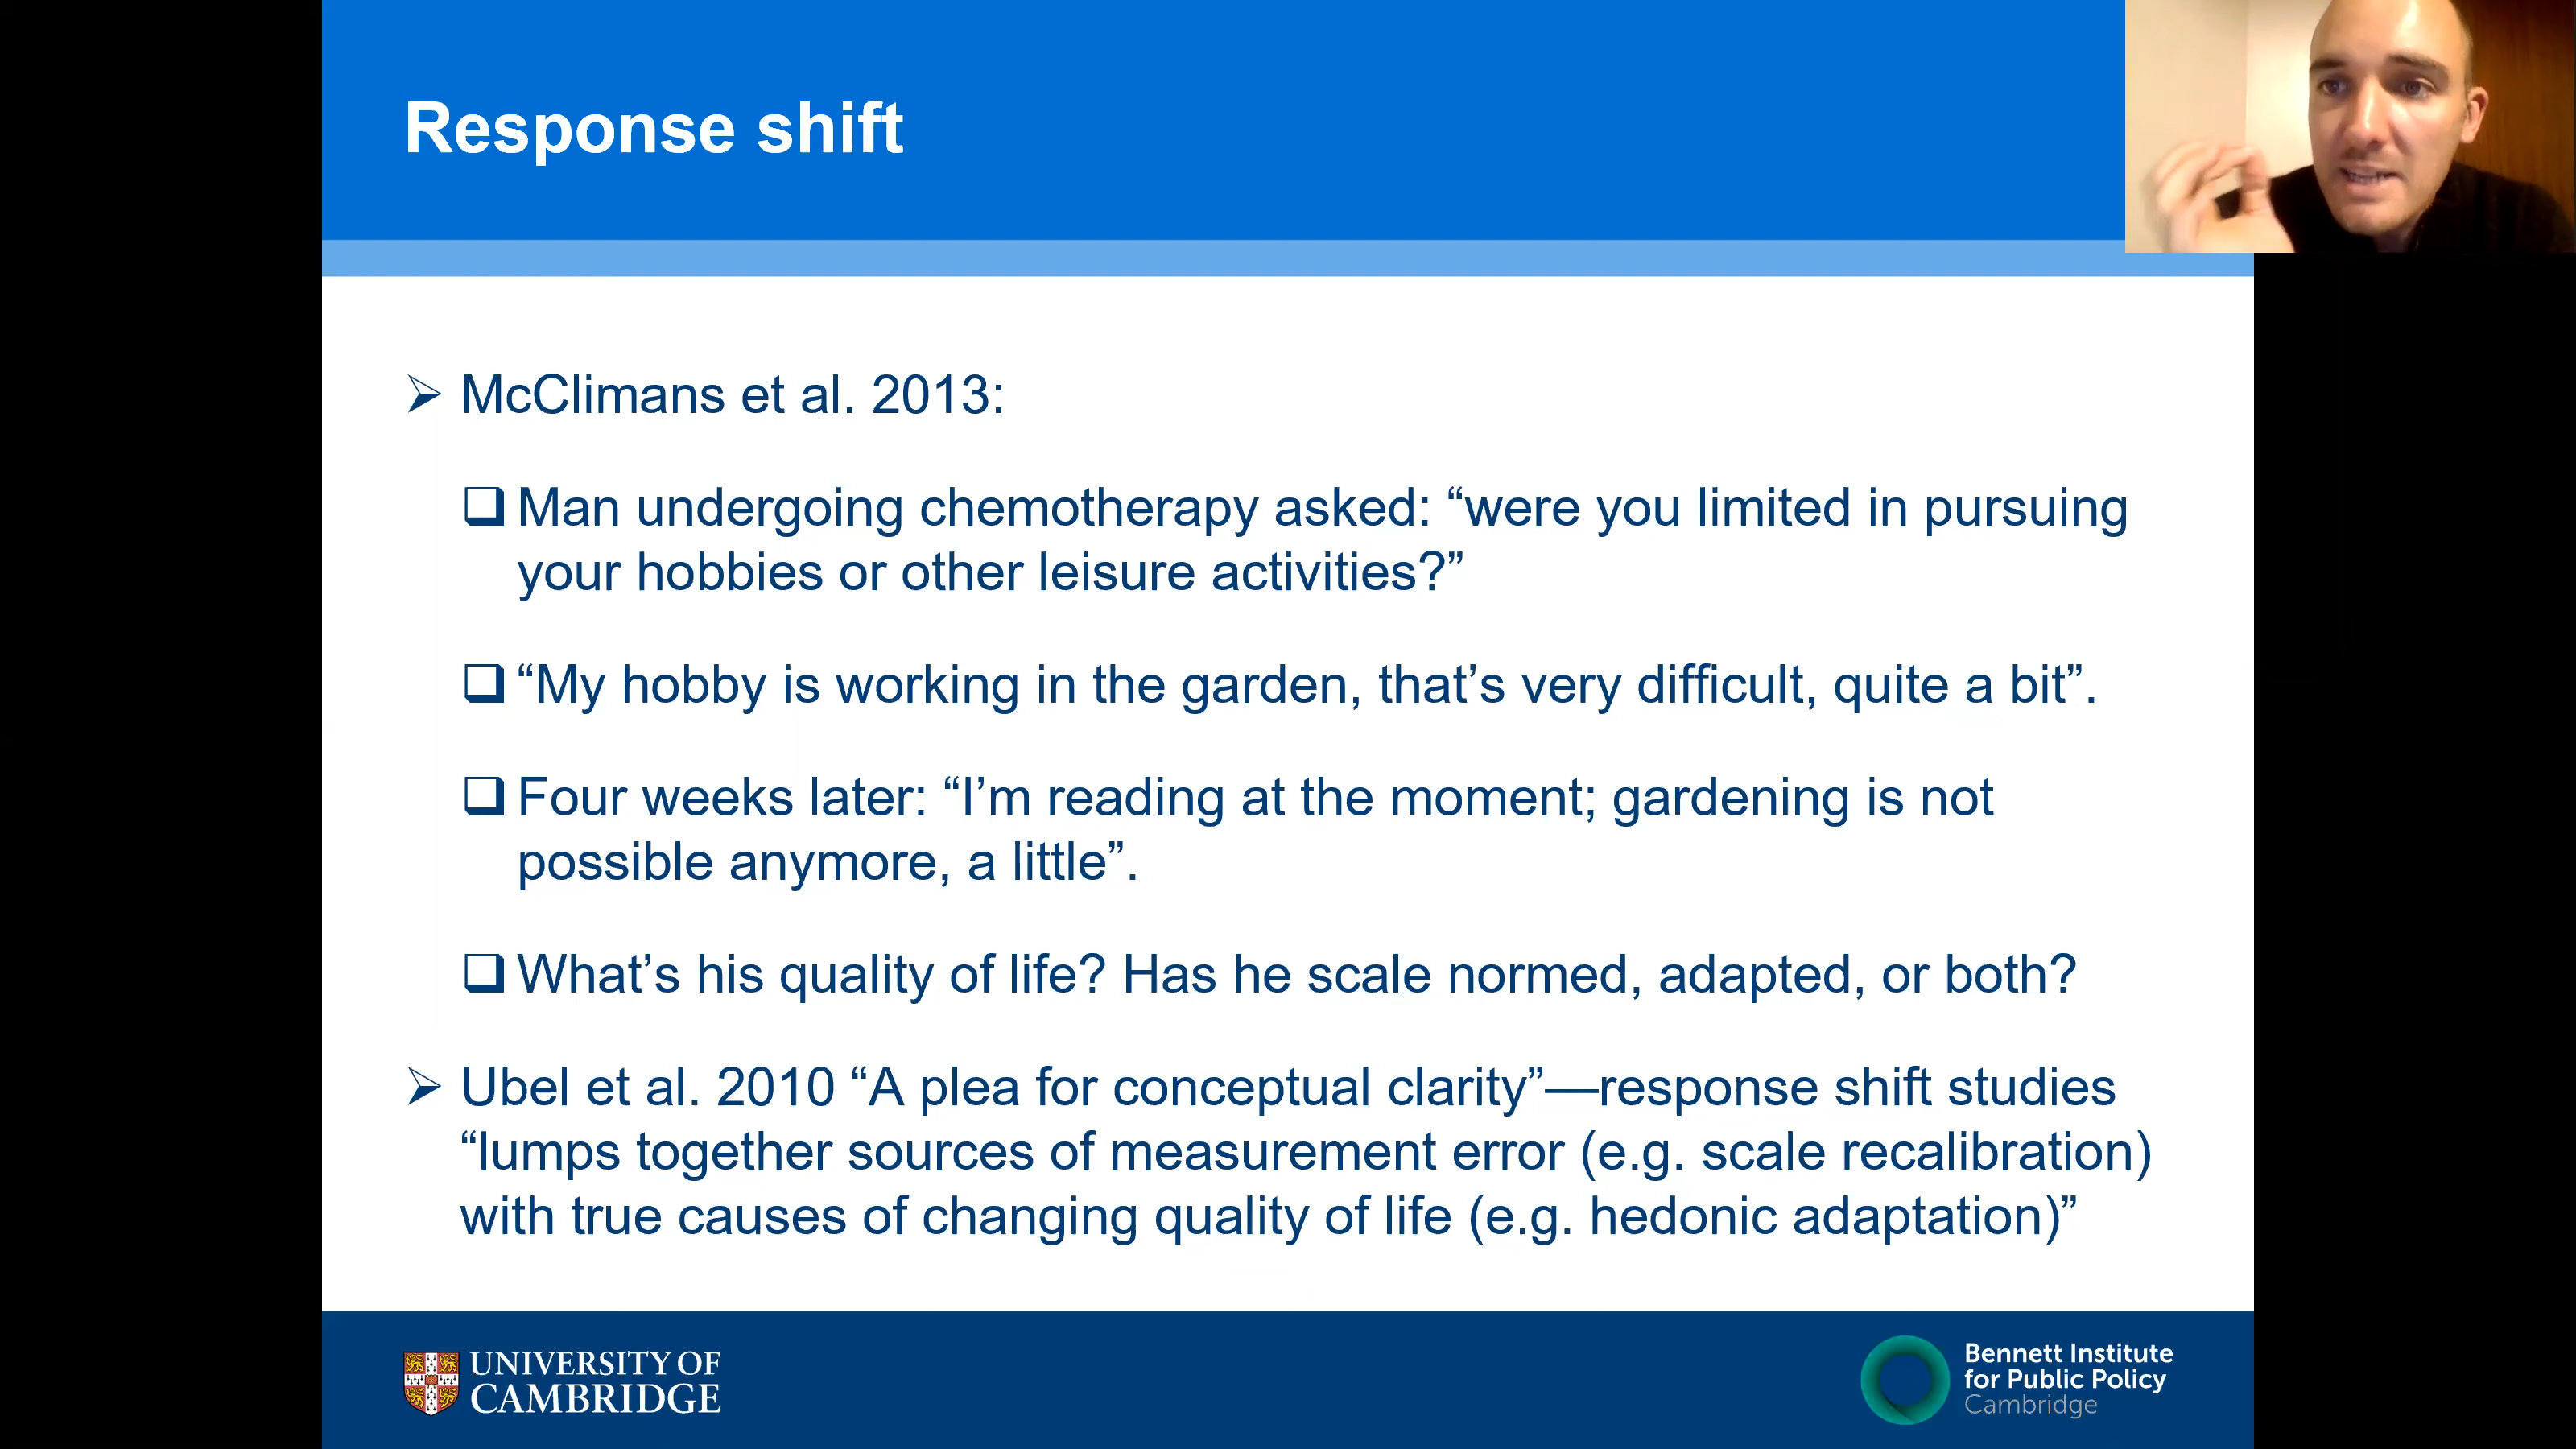 Response shift
McClimans et al. 2013:
Man undergoing chemotherapy asked: “were you limited in pursuing
your hobbies or other leisure activities?”
“My hobby is working in the garden, that’s very difficult, quite a bit”.
Four weeks later: “I’m reading at the moment; gardening is not
possible anymore, a little”.
What’s his quality of life? Has he scale normed, adapted, or both?
Ubel et al. 2010 “A plea for conceptual clarity”—response shift studies
“lumps together sources of measurement error (e.g. scale recalibration)
with true causes of changing quality of life (e.g. hedonic adaptation)”
UNIVERSITY OF
CAMBRIDGE
Bennett Institute
for Public Policy
Cambridge